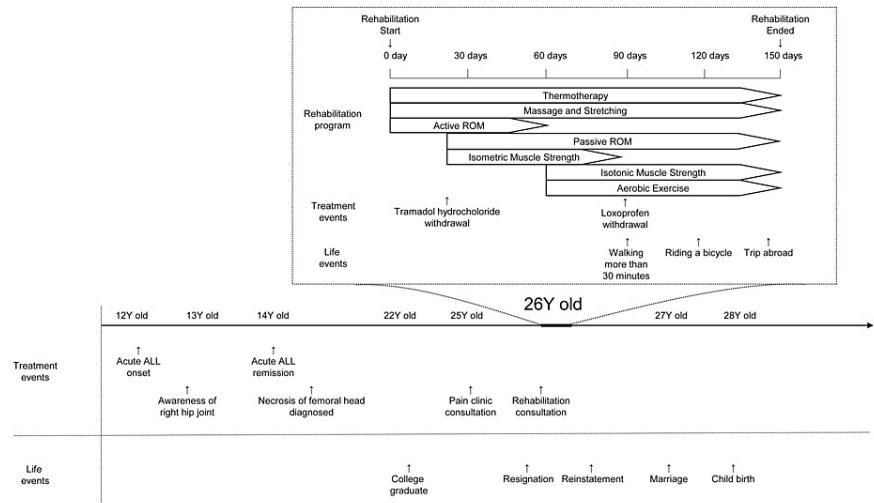 Rehabilitation
Start
Rehabilitation
Ended
0 day
30 days
60 days
90 days
120 days
150 days
Rehabilitation
program
Thermotherapy
Massage and Stretching
Active ROM
Passive ROM
Isometric Muscle Strength
Isotonic Muscle Strength
Aerobic Exercise
Treatment
events
Tramadol hydrocholoride
withdrawal
Loxoprofen
withdrawal
Life
events
Walking
more than
30 minutes
Riding a bicycle
Trip abroad
26Y old
12Y old
13Y old
14Y old
22Y old
25Y old
27Y old
28Y old
Treatment
events
Acute ALL
onset
Awareness of
right hip joint
Acute ALL
remission
Necrosis of femoral head
diagnosed
Pain clinic
consultation
Rehabilitation
consultation
Life
events
College
graduate
Resignation
Reinstatement
Marriage
Child birth